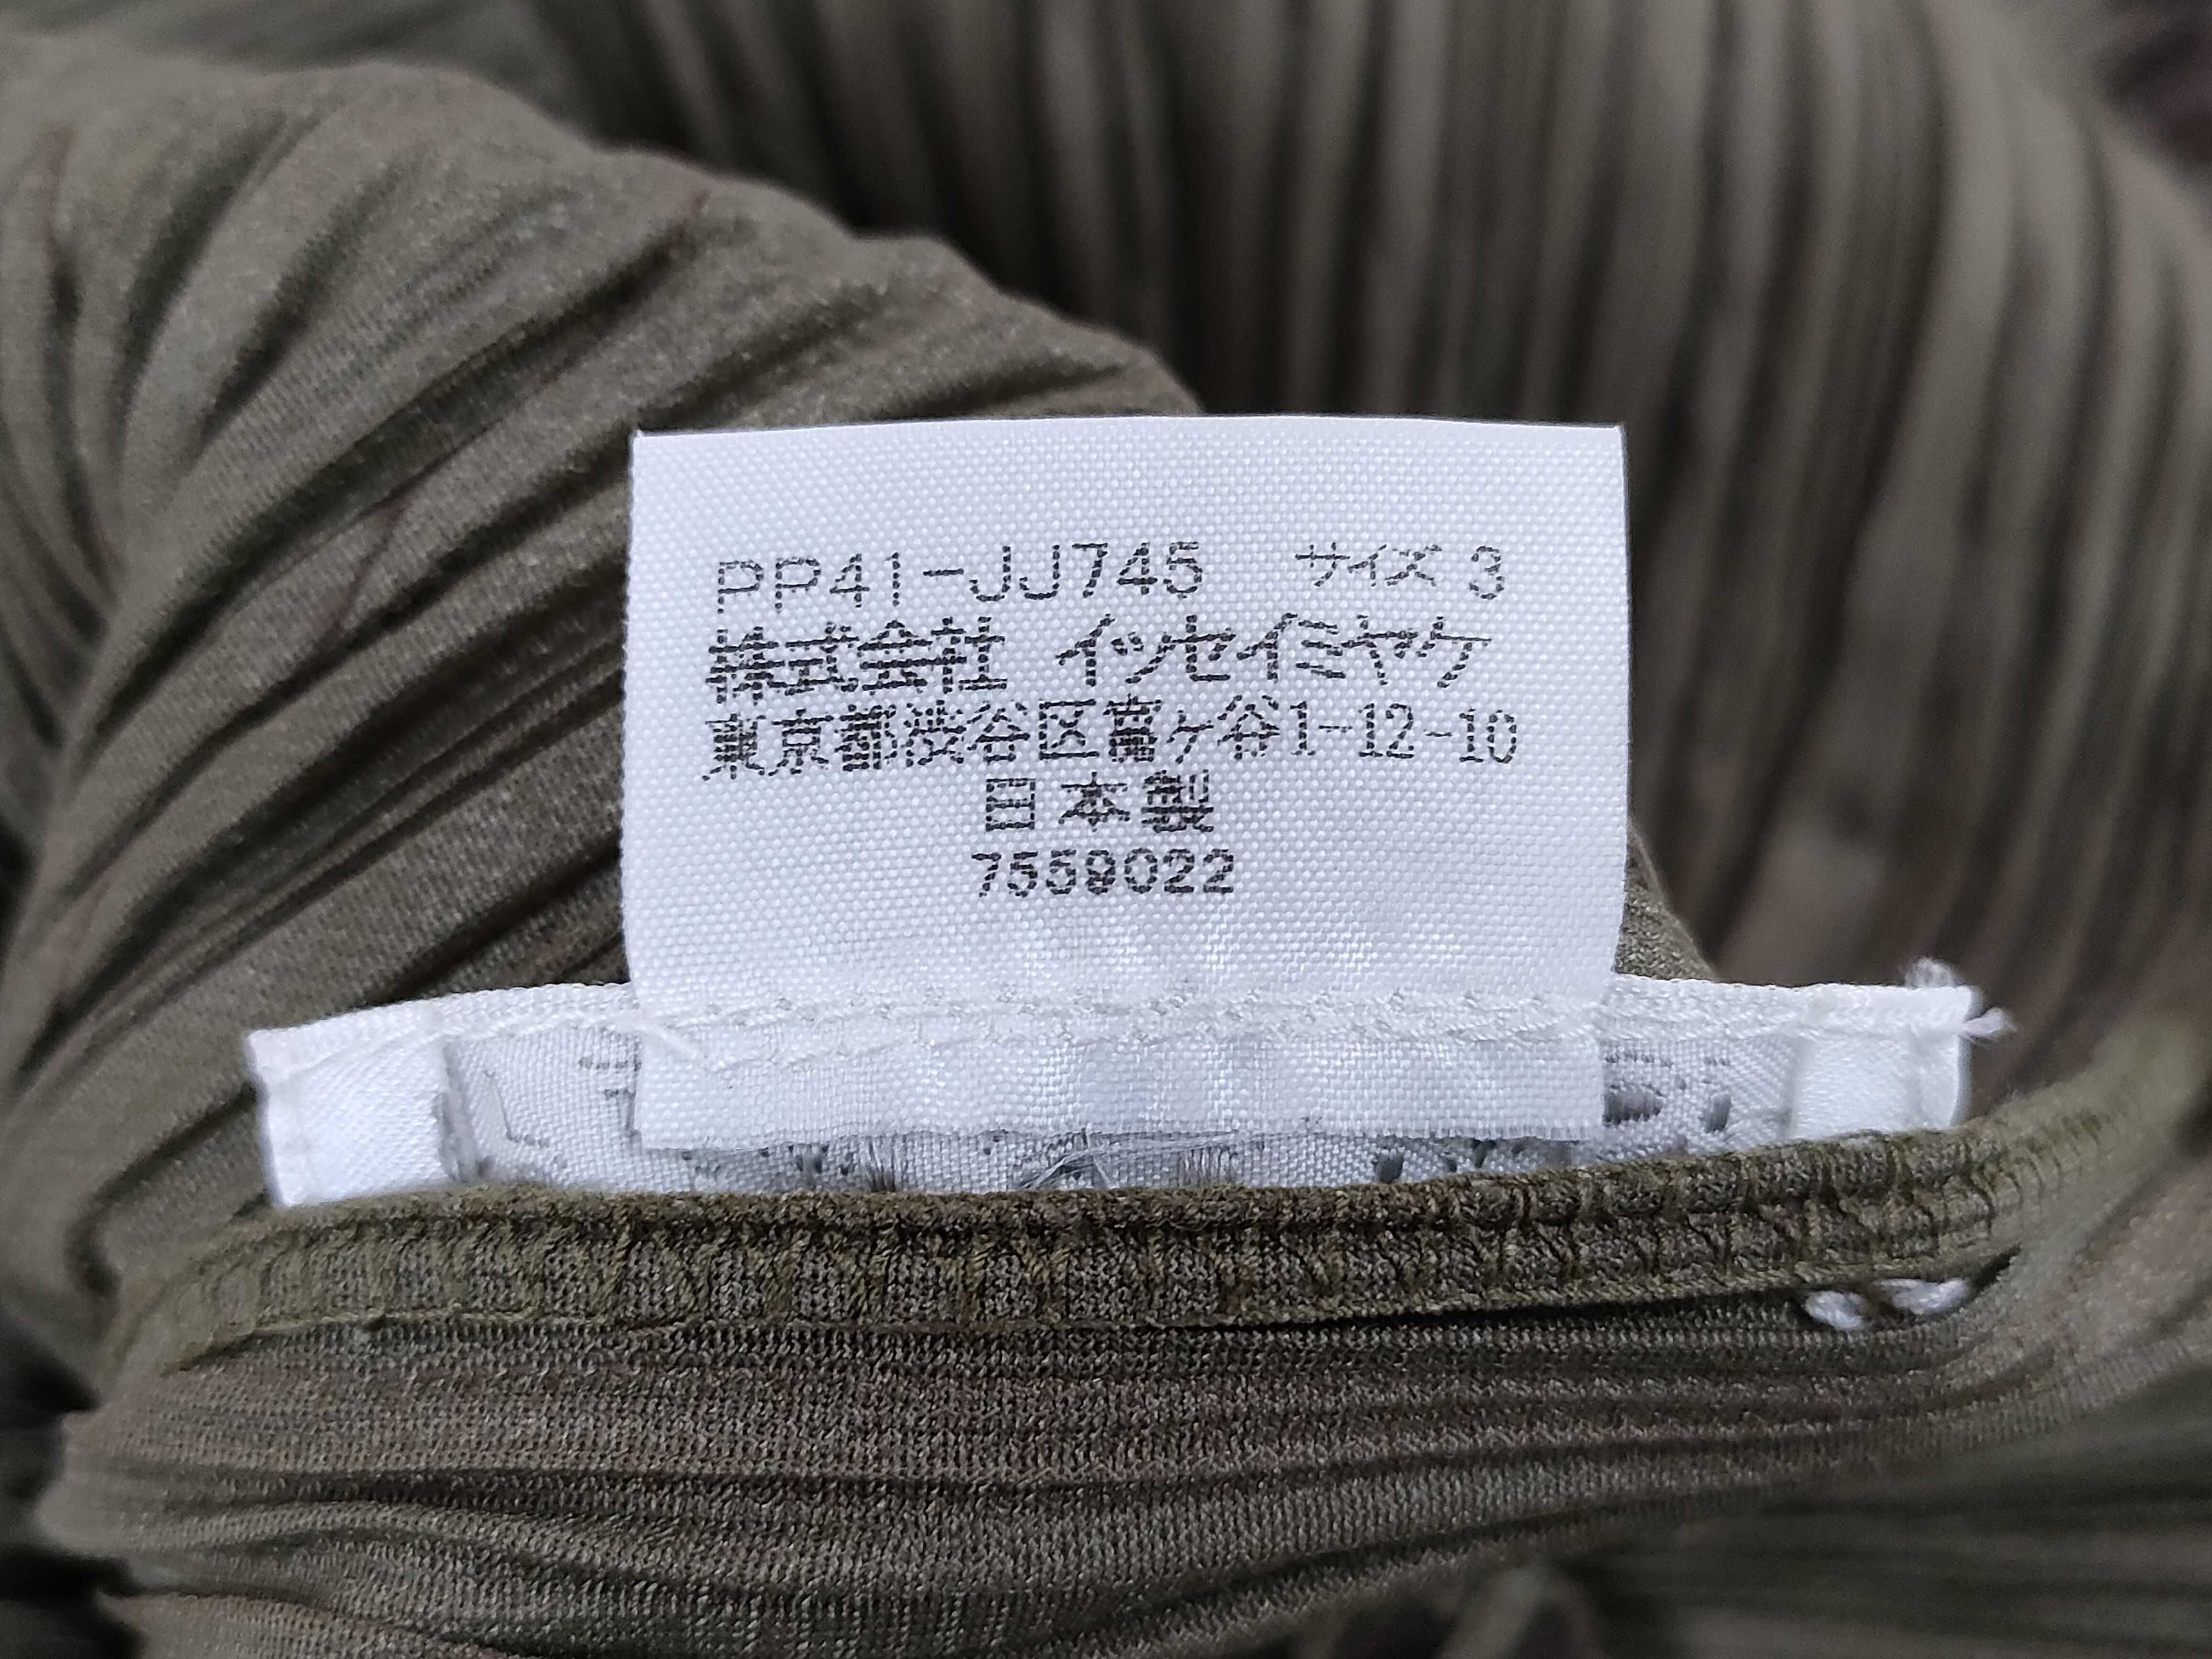 PP41-JJ745 サイズ 3
株式会社 イッセイミヤケ
東京都渋谷区富ヶ谷1-12-10
日本製
7559022